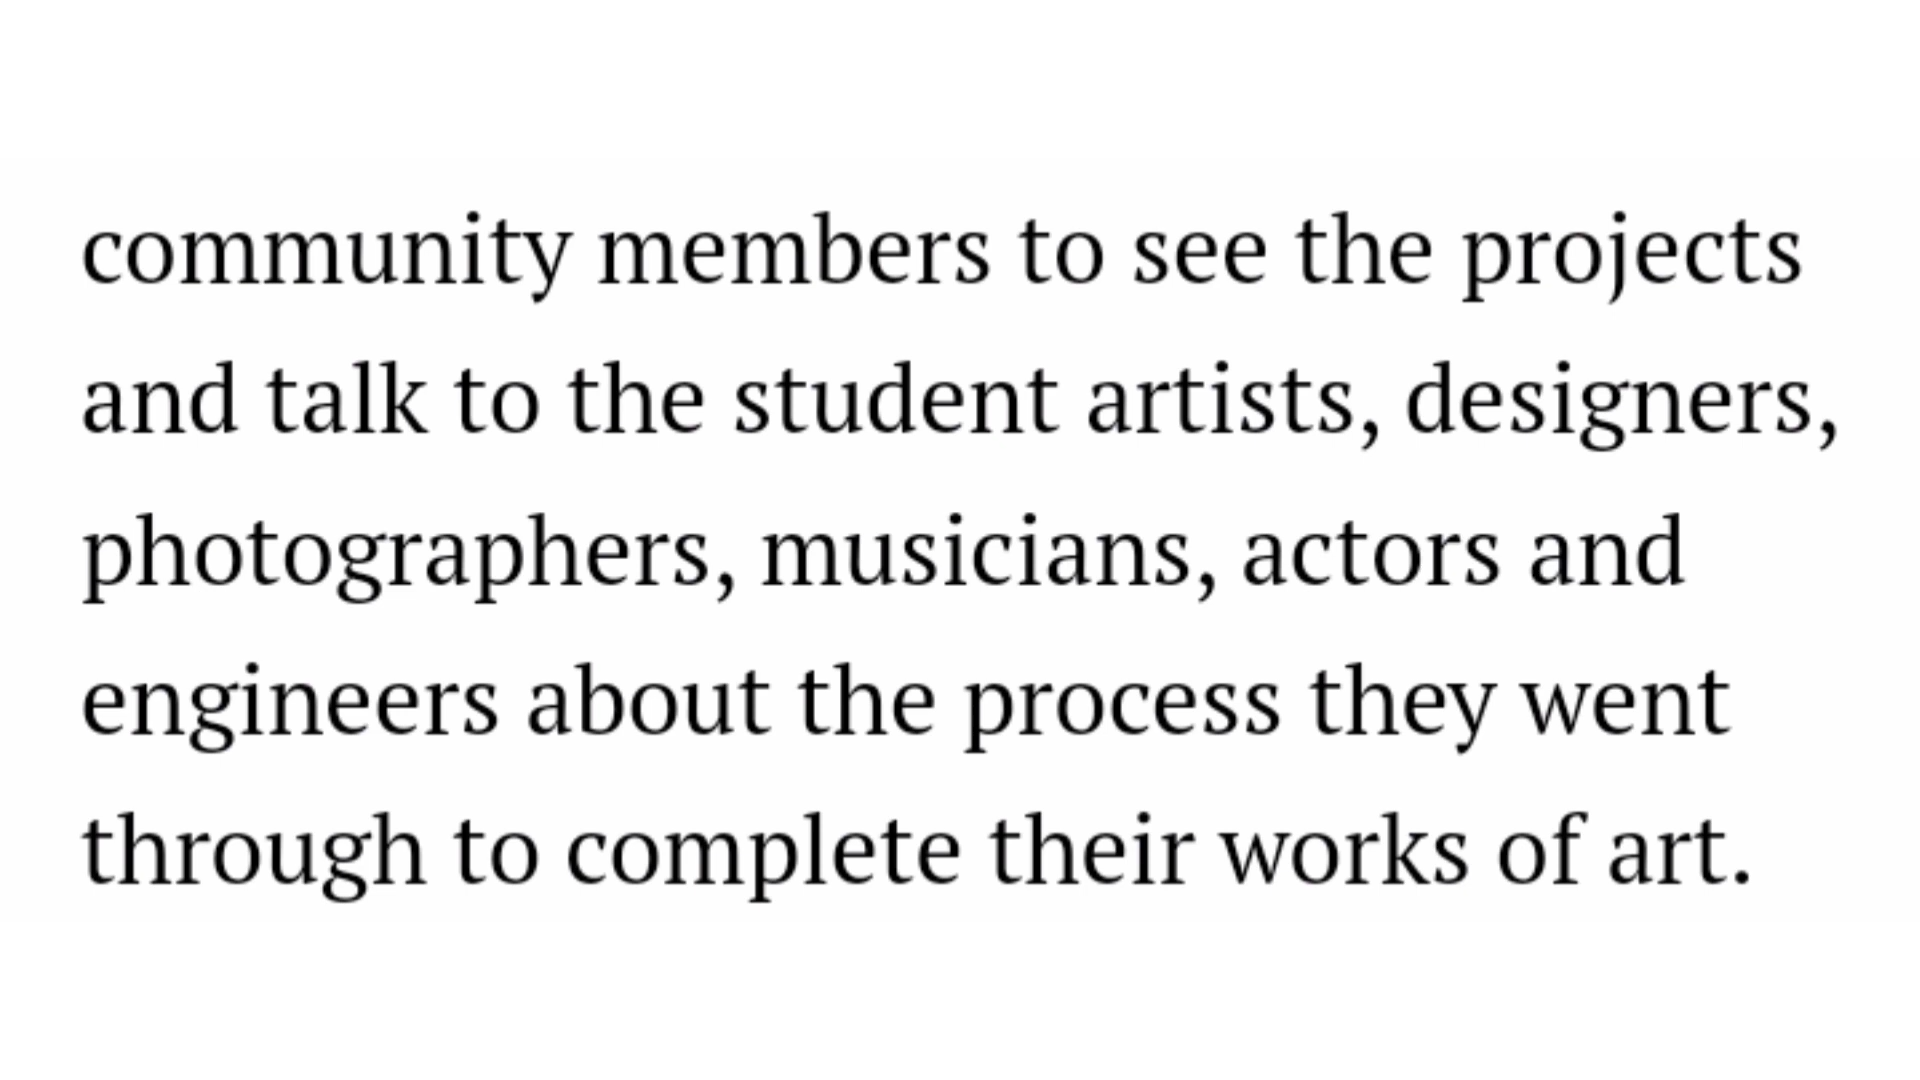 community members to see the projects
and talk to the student artists, designers,
photographers, musicians, actors and
engineers about the process they went
through to complete their works of art.